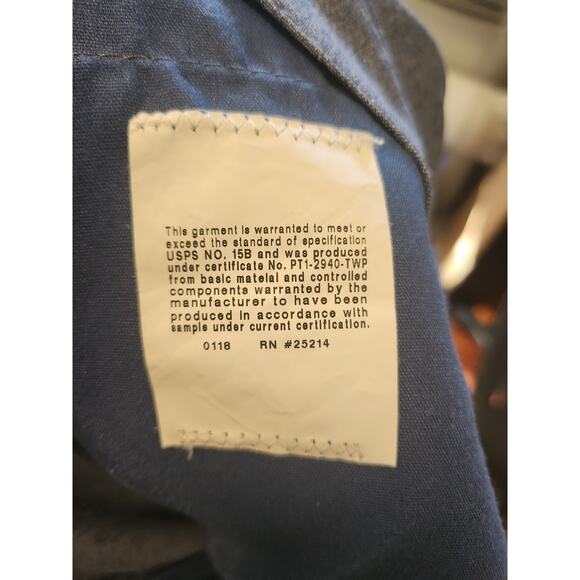 This garment is warranted to meet or
exceed the standard of specification
USPS NO. 15B and was produced
under certificate No. PT1-2940-TWP
from basic mateial and controlled
components warranted by the
manufacturer to have been
produced in accordance with
sample under current certification.
0118 RN #25214